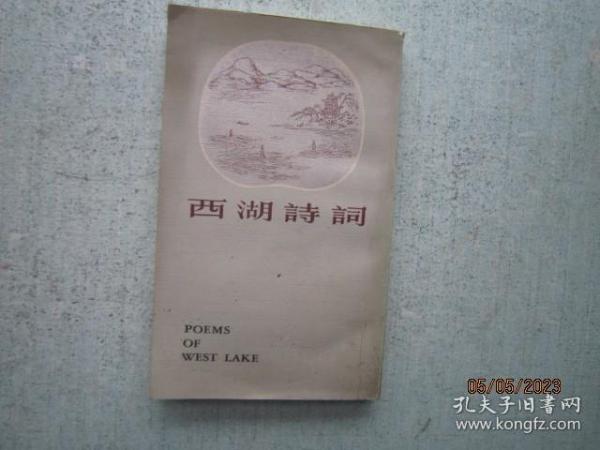 西湖詩詞
POEMS
OF
WEST LAKE
05/05/2023
孔夫子旧書网
www.kongfz.com